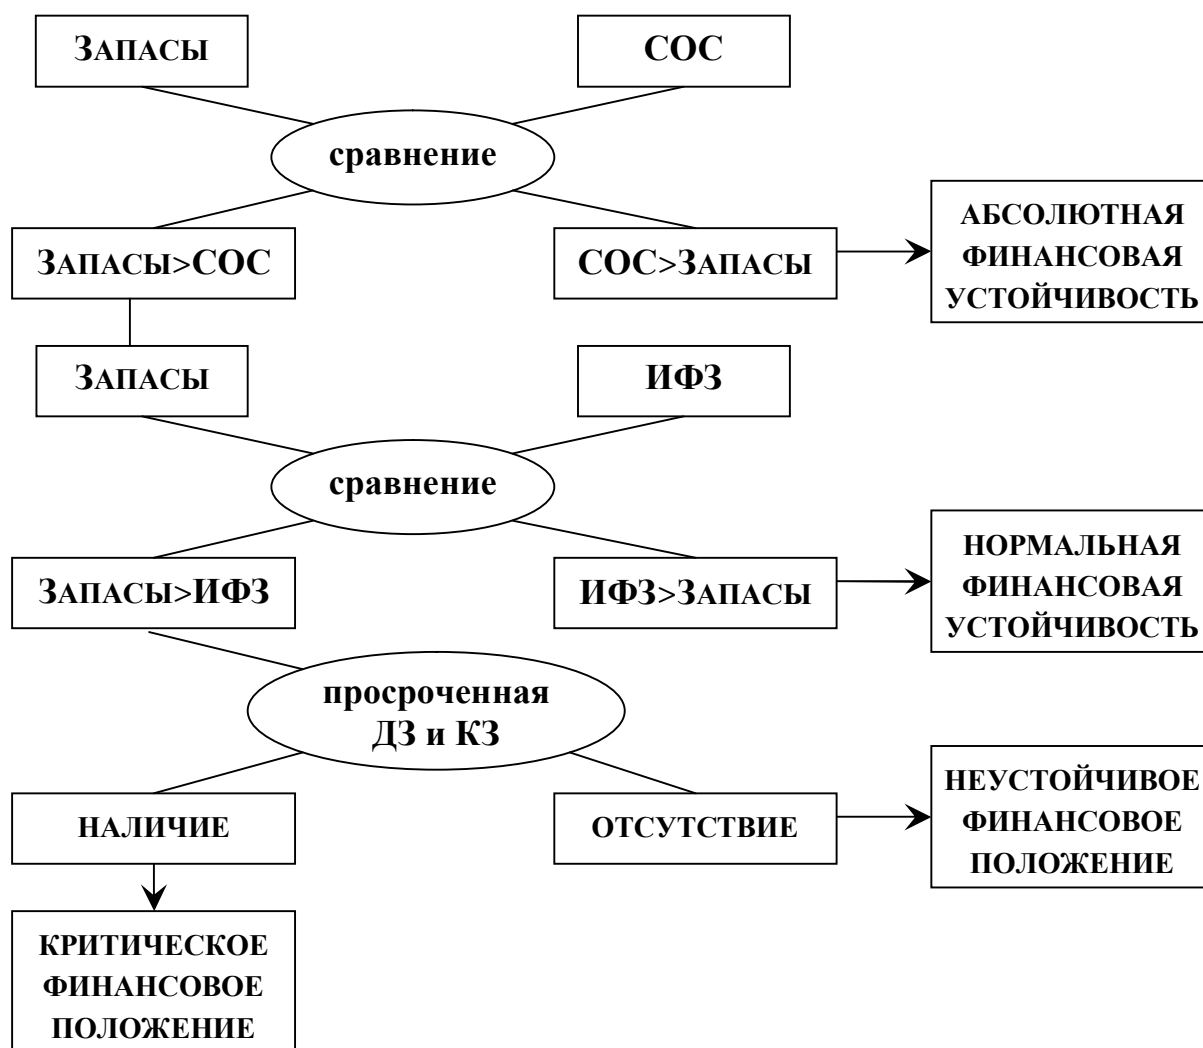 ЗАПАСЫ
СОС
сравнение
ЗАПАСЫ>СОС
СОС>ЗАПАСЫ
АБСОЛЮТНАЯ
ФИНАНСОВАЯ
УСТОЙЧИВОСТЬ
ЗАПАСЫ
ИФЗ
сравнение
ЗАПАСЫ>ИФЗ
ИФЗ>ЗАПАСЫ
НОРМАЛЬНАЯ
ФИНАНСОВАЯ
УСТОЙЧИВОСТЬ
просроченная
ДЗ и КЗ
НАЛИЧИЕ
ОТСУТСТВИЕ
НЕУСТОЙЧИВОЕ
ФИНАНСОВОЕ
ПОЛОЖЕНИЕ
КРИТИЧЕСКОЕ
ФИНАНСОВОЕ
ПОЛОЖЕНИЕ